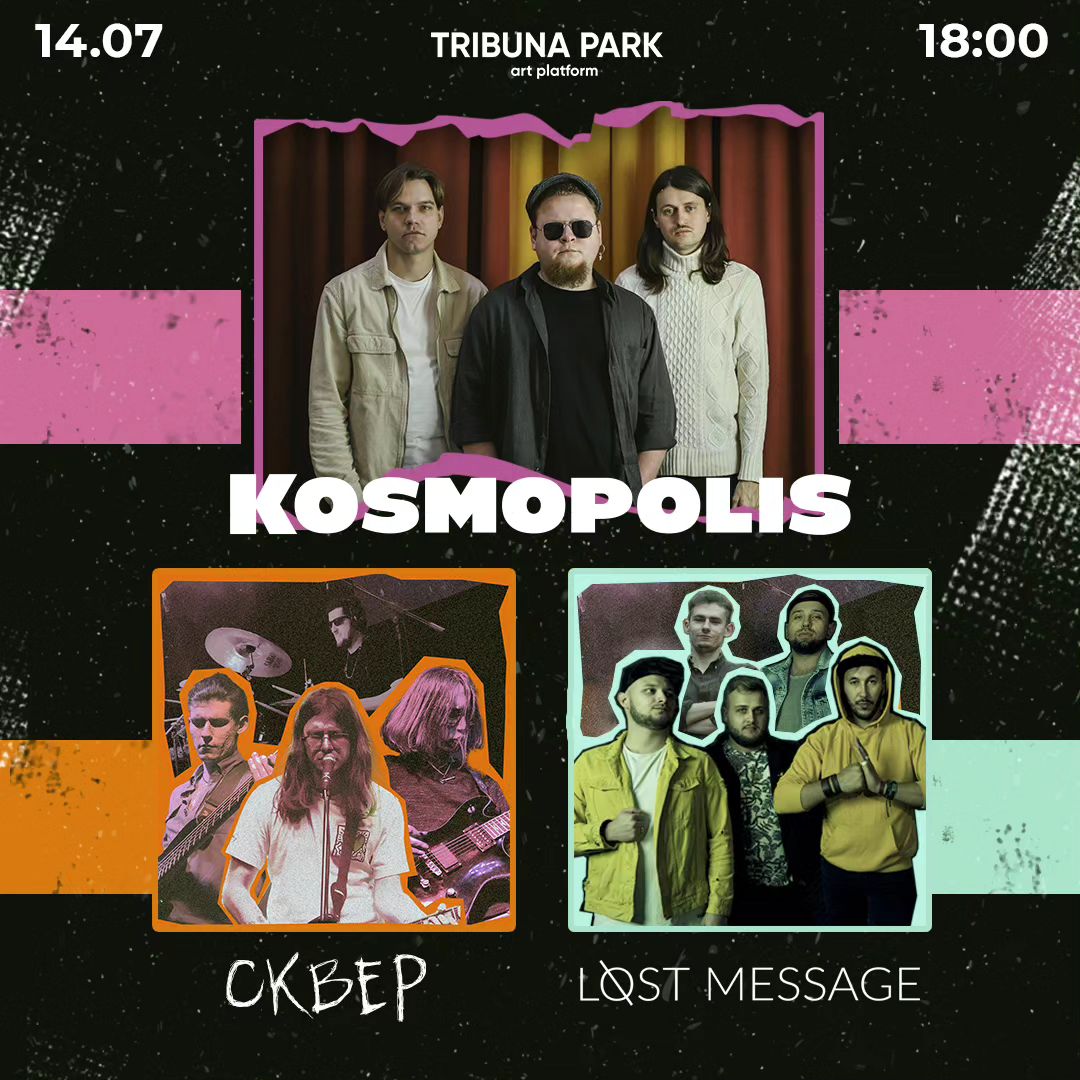 14.07
TRIBUNA PARK
art platform
18:00
KOSMOPOLIS
СКВЕР
LOST MESSAGE